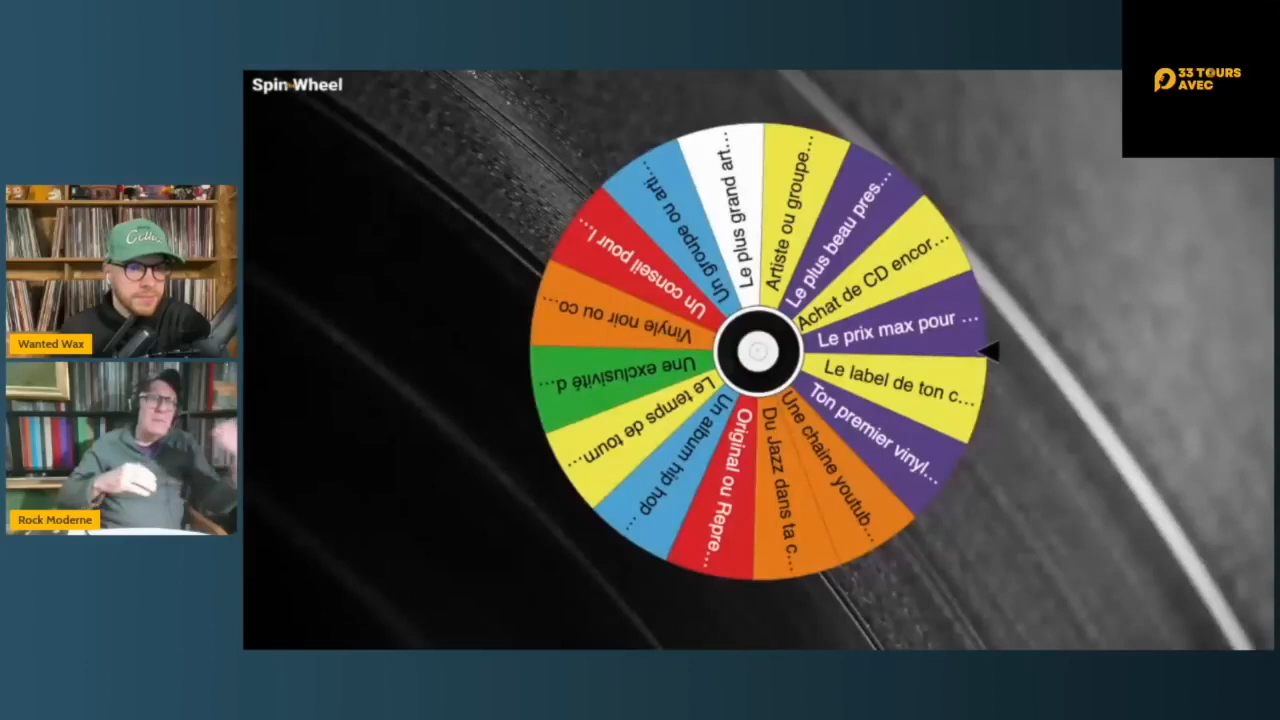 Spin the Wheel
33 TOURS
AVEC
Le plus grand art...
Artiste ou groupe...
Le plus beau pres...
Achat de CD encor...
Le prix max pour ...
Le label de ton c...
Ton premier vinyl...
Une chaine youtub...
Du Jazz dans ta c...
Original ou Repre...
Un album hip hop ...
Le temps de tourn...
Une exclusivité d...
Vinyle noir ou co...
Un conseil pour l...
Un groupe ou arti...
Wanted Wax
Rock Moderne